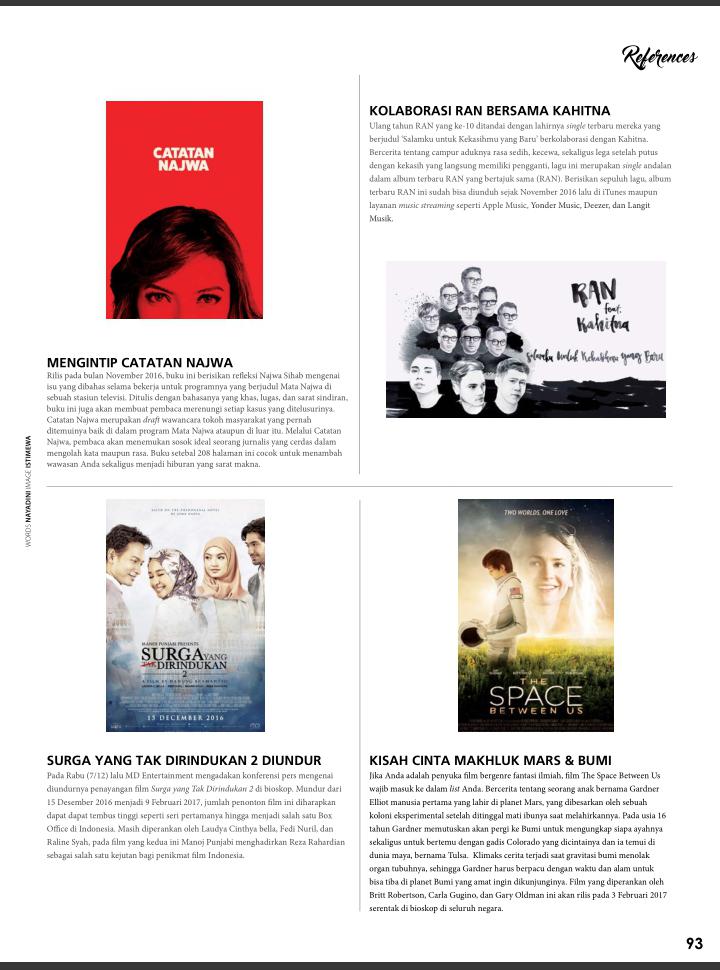 References
CATATAN
NAJWA
MENGINTIP CATATAN NAJWA
Rilis pada bulan November 2016, buku ini berisikan refleksi Najwa Sihab mengenai
isu yang dibahas selama bekerja untuk programnya yang berjudul Mata Najwa di
sebuah stasiun televisi. Ditulis dengan bahasanya yang khas, lugas, dan sarat sindiran,
buku ini juga akan membuat pembaca merenungi setiap kasus yang ditelusurinya.
Catatan Najwa merupakan draft wawancara tokoh masyarakat yang pernah
ditemuinya baik di dalam program Mata Najwa ataupun di luar itu. Melalui Catatan
Najwa, pembaca akan menemukan sosok ideal seorang jurnalis yang cerdas dalam
mengolah kata maupun rasa. Buku setebal 208 halaman ini cocok untuk menambah
wawasan Anda sekaligus menjadi hiburan yang sarat makna.
KOLABORASI RAN BERSAMA KAHITNA
Ulang tahun RAN yang ke-10 ditandai dengan lahirnya single terbaru mereka yang
berjudul ‘Salamku untuk Kekasihmu yang Baru’ berkolaborasi dengan Kahitna.
Bercerita tentang campur aduknya rasa sedih, kecewa, sekaligus lega setelah putus
dengan kekasih yang langsung memiliki pengganti, lagu ini merupakan single andalan
dalam album terbaru RAN yang bertajuk sama (RAN). Berisikan sepuluh lagu, album
terbaru RAN ini sudah bisa diunduh sejak November 2016 lalu di iTunes maupun
layanan music streaming seperti Apple Music, Yonder Music, Deezer, dan Langit
Musik.
RAN
feat.
Kahitna
Salamku Untuk Kekasihmu yang Baru
WORDS NAYADINI IMAGE ISTIMEWA
MANOJ PUNJABI PRESENTS
SURGA YANG
TAK DIRINDUKAN
2
A FILM BY HANUNG BRAMANTYO
15 DECEMBER 2016
SURGA YANG TAK DIRINDUKAN 2 DIUNDUR
Pada Rabu (7/12) lalu MD Entertainment mengadakan konferensi pers mengenai
diundurnya penayangan film Surga yang Tak Dirindukan 2 di bioskop. Mundur dari
15 Desember 2016 menjadi 9 Februari 2017, jumlah penonton film ini diharapkan
dapat dapat tembus tinggi seperti seri pertamanya hingga menjadi salah satu Box
Office di Indonesia. Masih diperankan oleh Laudya Cinthya bella, Fedi Nuril, dan
Raline Syah, pada film yang kedua ini Manoj Punjabi menghadirkan Reza Rahardian
sebagai salah satu kejutan bagi penikmat film Indonesia.
TWO WORLDS, ONE LOVE
THE
SPACE
BETWEEN US
KISAH CINTA MAKHLUK MARS & BUMI
Jika Anda adalah penyuka film bergenre fantasi ilmiah, film The Space Between Us
wajib masuk ke dalam list Anda. Bercerita tentang seorang anak bernama Gardner
Elliot manusia pertama yang lahir di planet Mars, yang dibesarkan oleh sebuah
koloni eksperimental setelah ditinggal mati ibunya saat melahirkannya. Pada usia 16
tahun Gardner memutuskan akan pergi ke Bumi untuk mengungkap siapa ayahnya
sekaligus untuk bertemu dengan gadis Colorado yang dicintainya dan ia temui di
dunia maya, bernama Tulsa. Klimaks cerita terjadi saat gravitasi bumi menolak
organ tubuhnya, sehingga Gardner harus berpacu dengan waktu dan alam untuk
bisa tiba di planet Bumi yang amat ingin dikunjunginya. Film yang diperankan oleh
Britt Robertson, Carla Gugino, dan Gary Oldman ini akan rilis pada 3 Februari 2017
serentak di bioskop di seluruh negara.
93